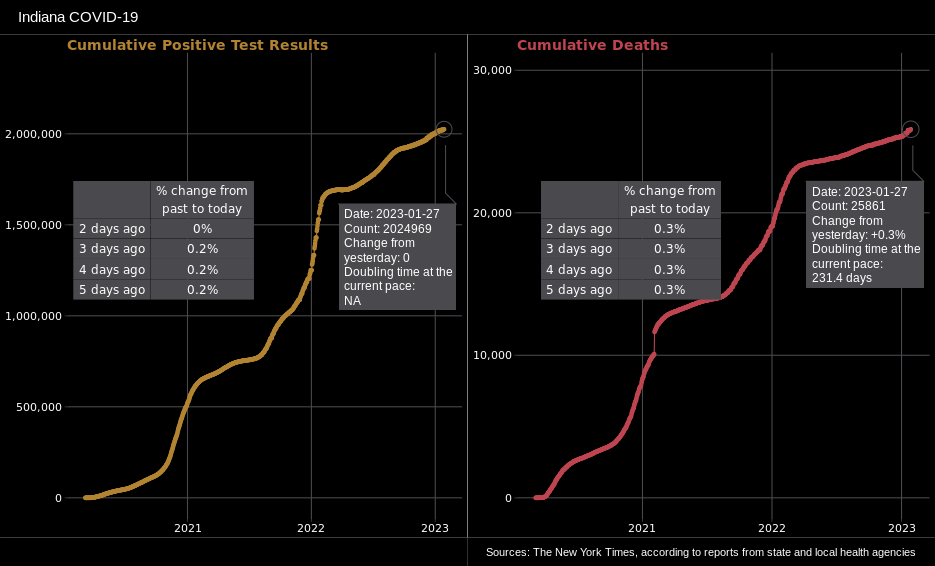 Indiana COVID-19
Cumulative Positive Test Results
2,000,000
1,500,000
1,000,000
500,000
0
2021 2022 2023
% change from
past to today
2 days ago 0%
3 days ago 0.2%
4 days ago 0.2%
5 days ago 0.2%
Date: 2023-01-27
Count: 2024969
Change from
yesterday: 0
Doubling time at the
current pace:
NA
Cumulative Deaths
30,000
20,000
10,000
0
2021 2022 2023
% change from
past to today
2 days ago 0.3%
3 days ago 0.3%
4 days ago 0.3%
5 days ago 0.3%
Date: 2023-01-27
Count: 25861
Change from
yesterday: +0.3%
Doubling time at the
current pace:
231.4 days
Sources: The New York Times, according to reports from state and local health agencies